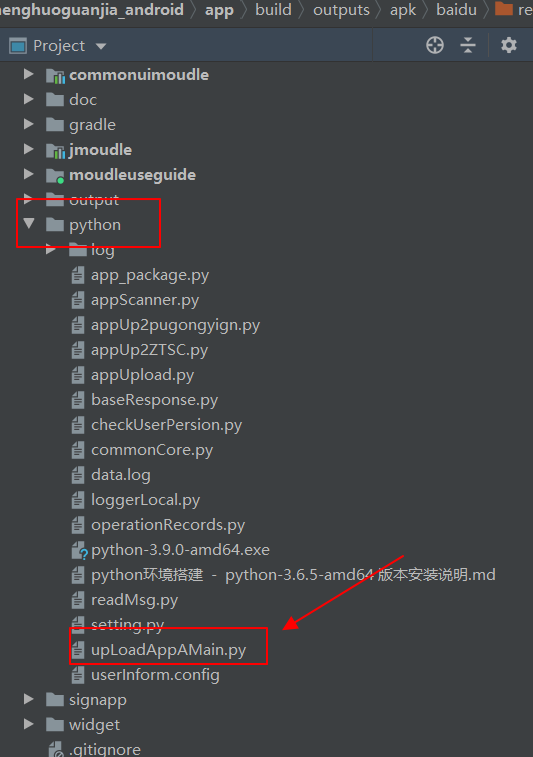 enghuoguanjia_android app build outputs apk baidu re
Project
commonuimoudle
doc
gradle
jmoudle
moudleuseguide
output
python
log
app_package.py
appScanner.py
appUp2pugongyign.py
appUp2ZTSC.py
appUpload.py
baseResponse.py
checkUserPersion.py
commonCore.py
data.log
loggerLocal.py
operationRecords.py
python-3.9.0-amd64.exe
python环境搭建 - python-3.6.5-amd64 版本安装说明.md
readMsg.py
setting.py
upLoadAppAMain.py
userInform.config
signapp
widget
.gitignore